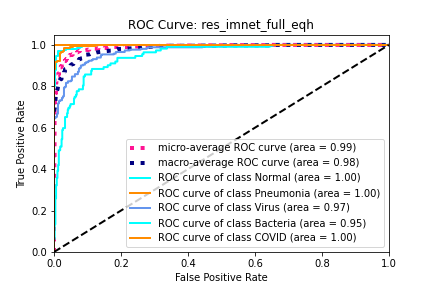 ROC Curve: res_imnet_full_eqh
True Positive Rate
1.0
0.8
0.6
0.4
0.2
0.0
micro-average ROC curve (area = 0.99)
macro-average ROC curve (area = 0.98)
ROC curve of class Normal (area = 1.00)
ROC curve of class Pneumonia (area = 1.00)
ROC curve of class Virus (area = 0.97)
ROC curve of class Bacteria (area = 0.95)
ROC curve of class COVID (area = 1.00)
0.0 0.2 0.4 0.6 0.8 1.0
False Positive Rate